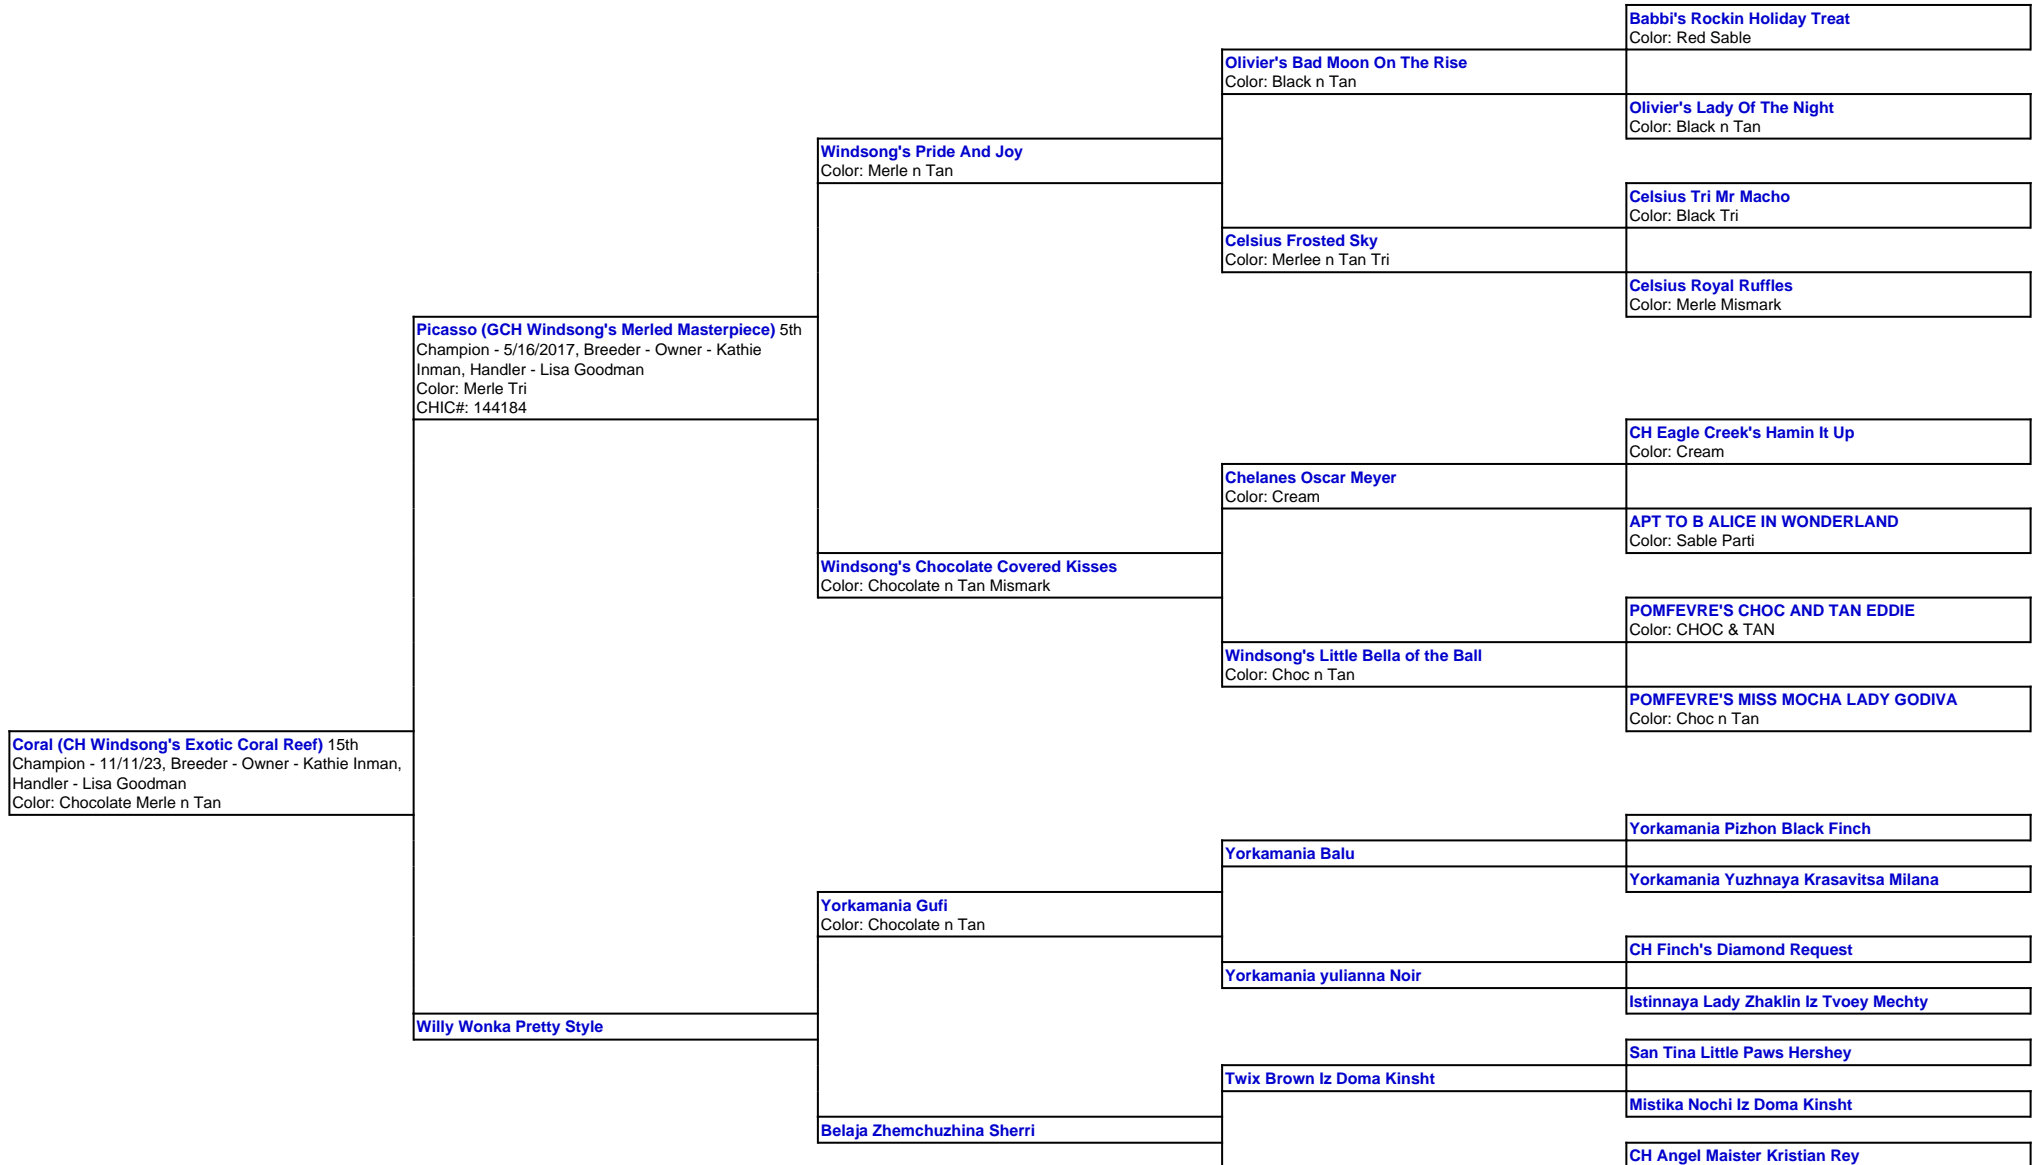 Babbi's Rockin Holiday Treat
Color: Red Sable
Olivier's Bad Moon On The Rise
Color: Black n Tan
Olivier's Lady Of The Night
Color: Black n Tan
Windsong's Pride And Joy
Color: Merle n Tan
Celsius Tri Mr Macho
Color: Black Tri
Celsius Frosted Sky
Color: Merlee n Tan Tri
Celsius Royal Ruffles
Color: Merle Mismark
Picasso (GCH Windsong's Merled Masterpiece) 5th
Champion - 5/16/2017, Breeder - Owner - Kathie
Inman, Handler - Lisa Goodman
Color: Merle Tri
CHIC#: 144184
CH Eagle Creek's Hamin It Up
Color: Cream
Chelanes Oscar Meyer
Color: Cream
APT TO B ALICE IN WONDERLAND
Color: Sable Parti
Windsong's Chocolate Covered Kisses
Color: Chocolate n Tan Mismark
POMFEVRE'S CHOC AND TAN EDDIE
Color: CHOC & TAN
Windsong's Little Bella of the Ball
Color: Choc n Tan
POMFEVRE'S MISS MOCHA LADY GODIVA
Color: Choc n Tan
Coral (CH Windsong's Exotic Coral Reef) 15th
Champion - 11/11/23, Breeder - Owner - Kathie Inman,
Handler - Lisa Goodman
Color: Chocolate Merle n Tan
Yorkamania Pizhon Black Finch
Yorkamania Balu
Yorkamania Yuzhnaya Krasavitsa Milana
Yorkamania Gufi
Color: Chocolate n Tan
CH Finch's Diamond Request
Yorkamania yulianna Noir
Istinnaya Lady Zhaklin Iz Tvoey Mechty
Willy Wonka Pretty Style
San Tina Little Paws Hershey
Twix Brown Iz Doma Kinsht
Mistika Nochi Iz Doma Kinsht
Belaja Zhemchuzhina Sherri
CH Angel Maister Kristian Rey